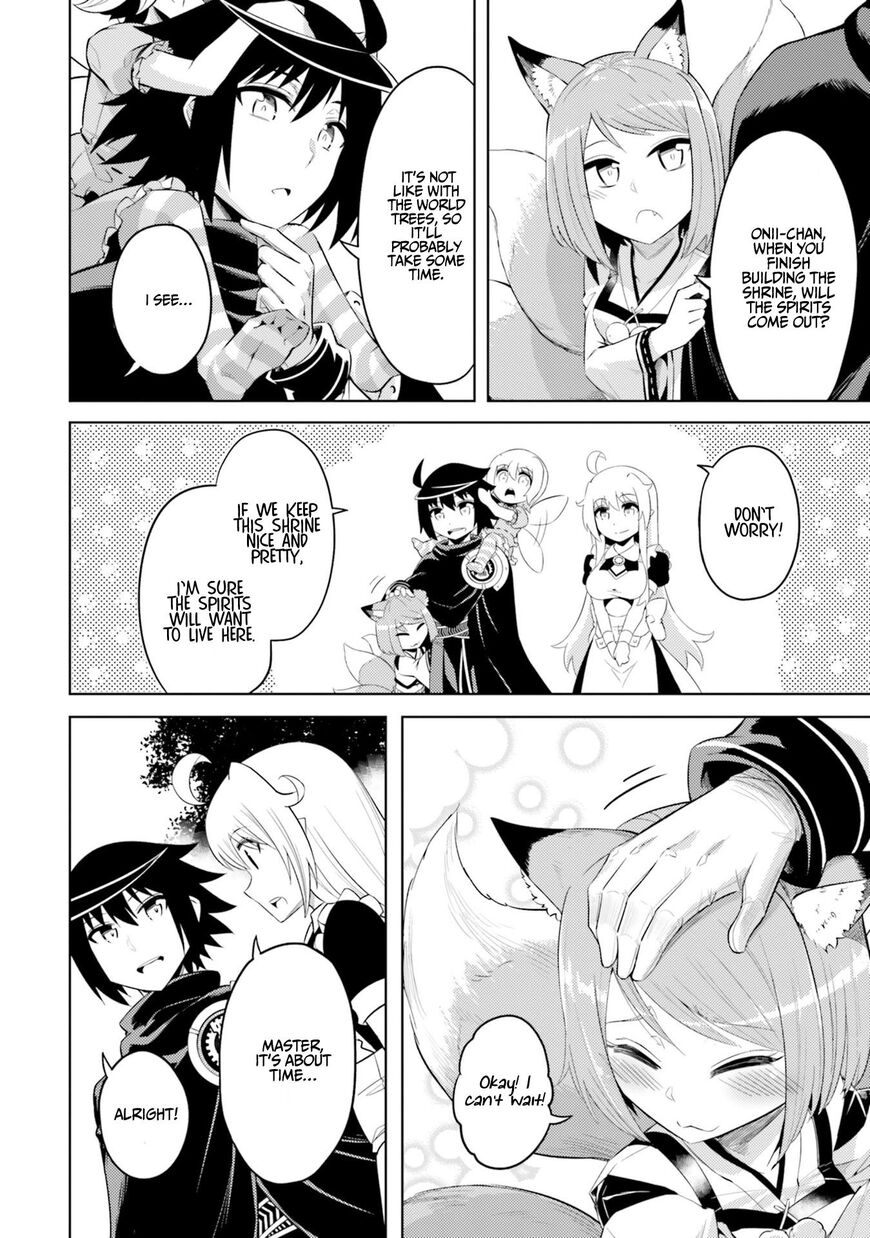 ONII-CHAN,
WHEN YOU
FINISH
BUILDING THE
SHRINE, WILL
THE SPIRITS
COME OUT?
IT'S NOT
LIKE WITH
THE WORLD
TREES, SO
IT'LL
PROBABLY
TAKE SOME
TIME.
I SEE...
DON'T
WORRY!
IF WE KEEP
THIS SHRINE
NICE AND
PRETTY,
I'M SURE
THE SPIRITS
WILL WANT
TO LIVE HERE.
Okay! I
can't wait!
MASTER,
IT'S ABOUT
TIME...
ALRIGHT!